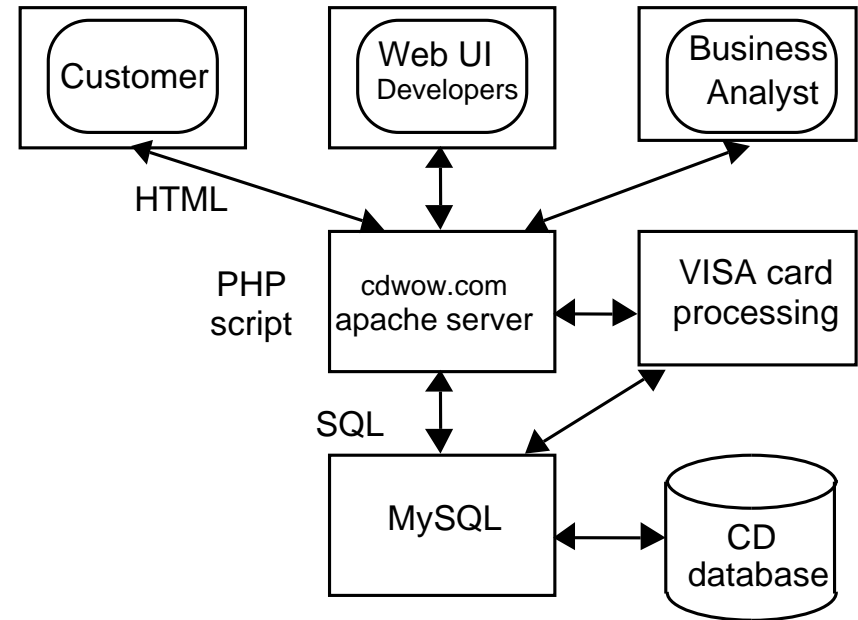 Customer
Web UI
Developers
Business
Analyst
HTML
PHP
script
cdwow.com
apache server
VISA card
processing
SQL
MySQL
CD
database